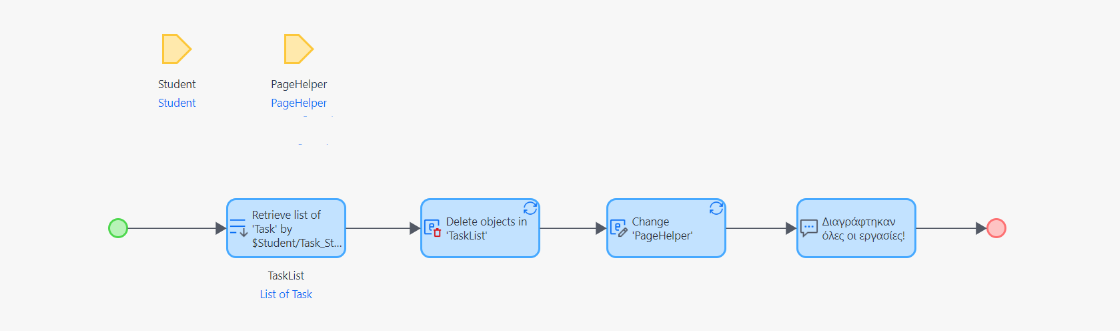 Student
Student
PageHelper
PageHelper
Retrieve list of
'Task' by
$Student/Task_St...
TaskList
List of Task
Delete objects in
'TaskList'
Change
'PageHelper'
Διαγράφτηκαν
όλες οι εργασίες!